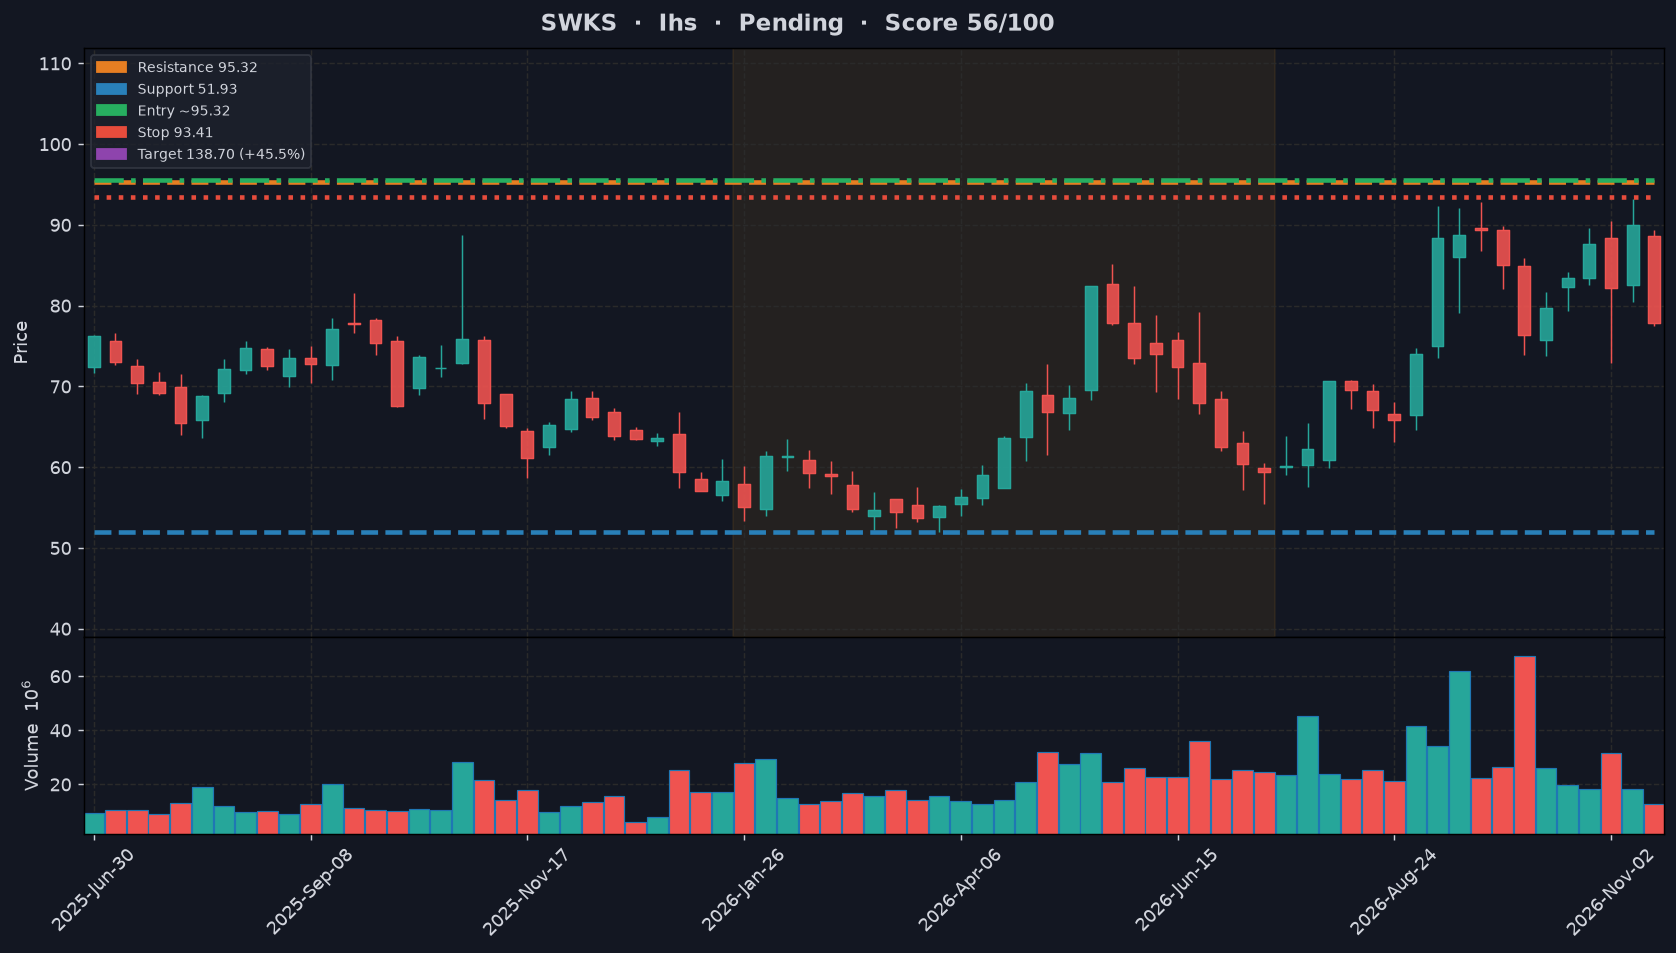 SWKS · Ihs · Pending · Score 56/100
Resistance 95.32
Support 51.93
Entry ~95.32
Stop 93.41
Target 138.70 (+45.5%)
Price
110
100
90
80
70
60
50
40
Volume 10⁶
60
40
20
2025-Jun-30
2025-Sep-08
2025-Nov-17
2026-Jan-26
2026-Apr-06
2026-Jun-15
2026-Aug-24
2026-Nov-02